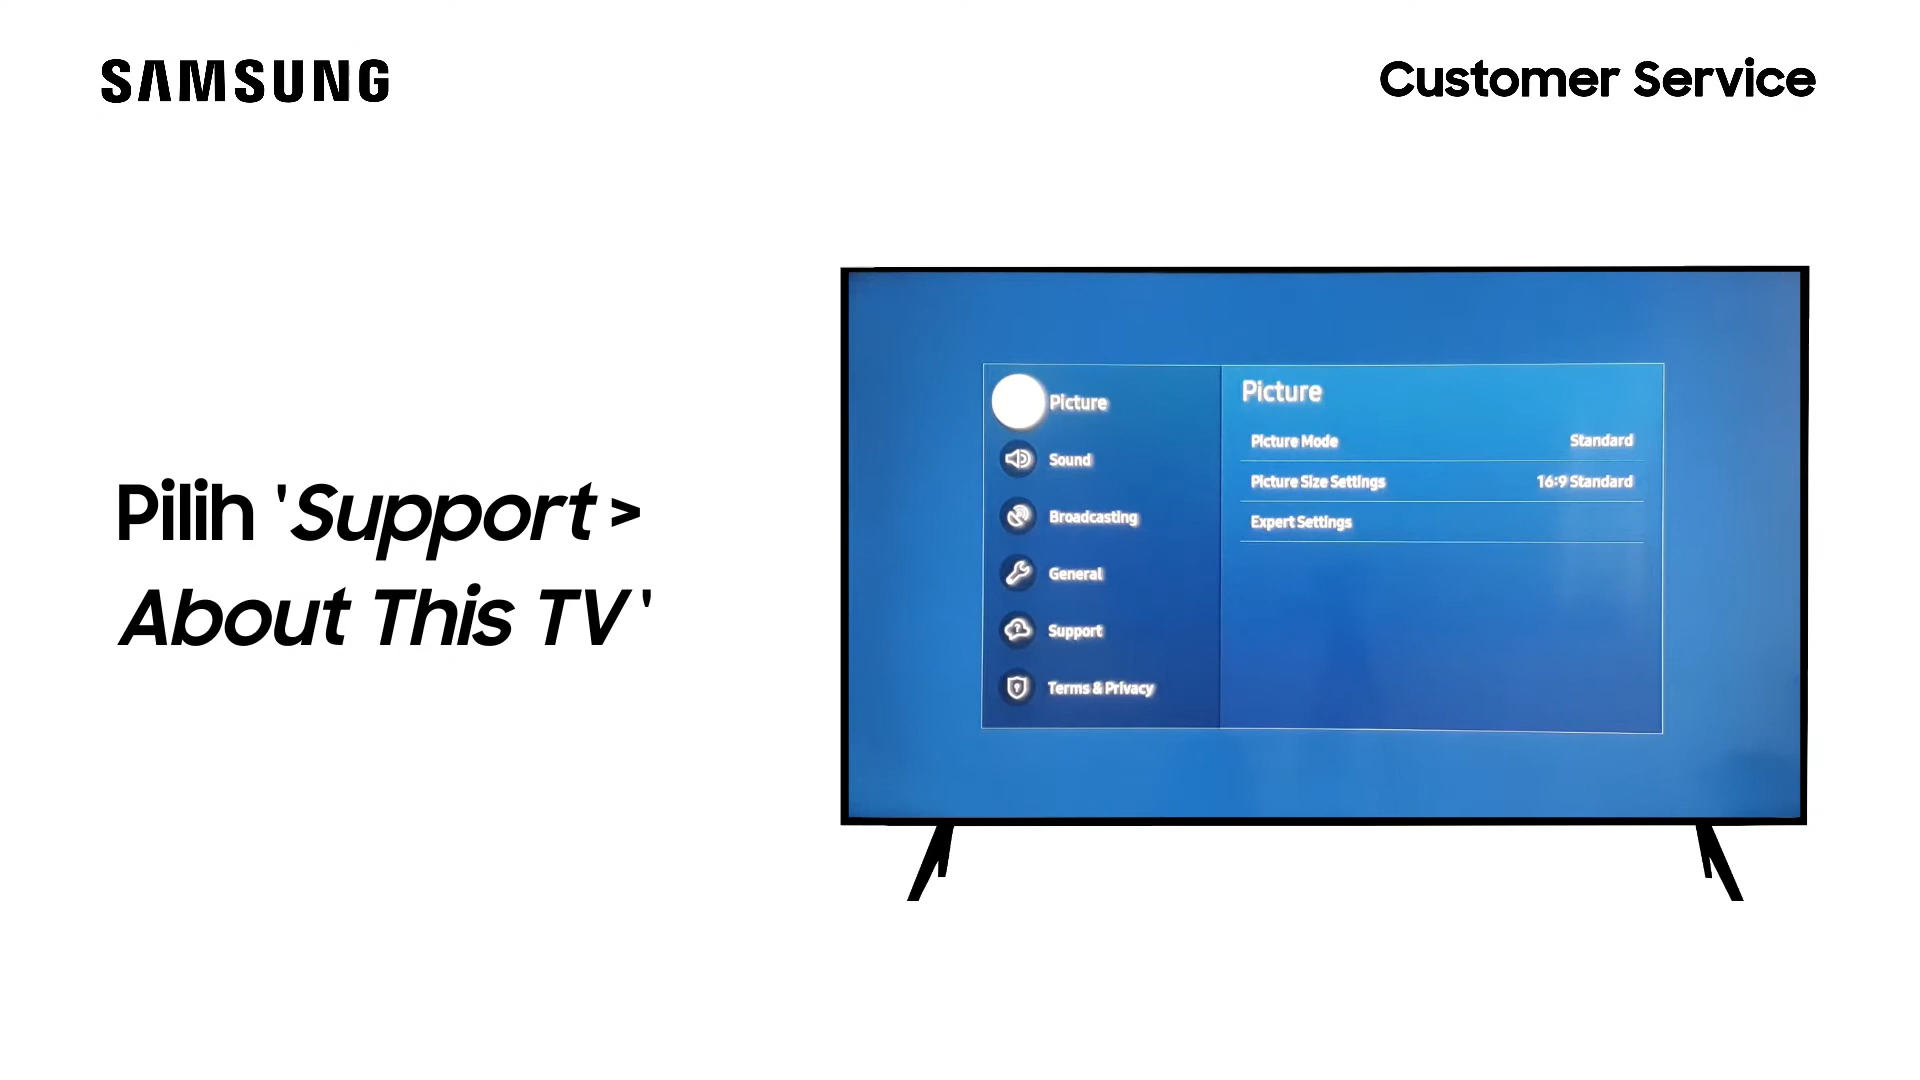 SAMSUNG
Customer Service
Pilih 'Support >
About This TV'
Picture
Sound
Broadcasting
General
Support
Terms & Privacy
Picture
Picture Mode Standard
Picture Size Settings 16:9 Standard
Expert Settings